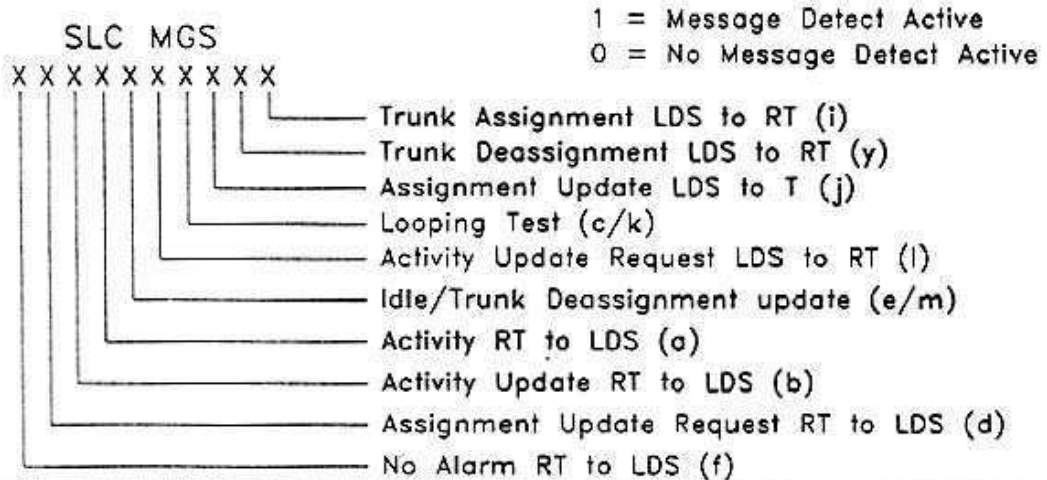 1 = Message Detect Active
SLC MGS
0 = No Message Detect Active
X X X X X X X X X X
Trunk Assignment LDS to RT (i)
Trunk Deassignment LDS to RT (y)
Assignment Update LDS to T (j)
Looping Test (c/k)
Activity Update Request LDS to RT (l)
Idle/Trunk Deassignment update (e/m)
Activity RT to LDS (a)
Activity Update RT to LDS (b)
Assignment Update Request RT to LDS (d)
No Alarm RT to LDS (f)